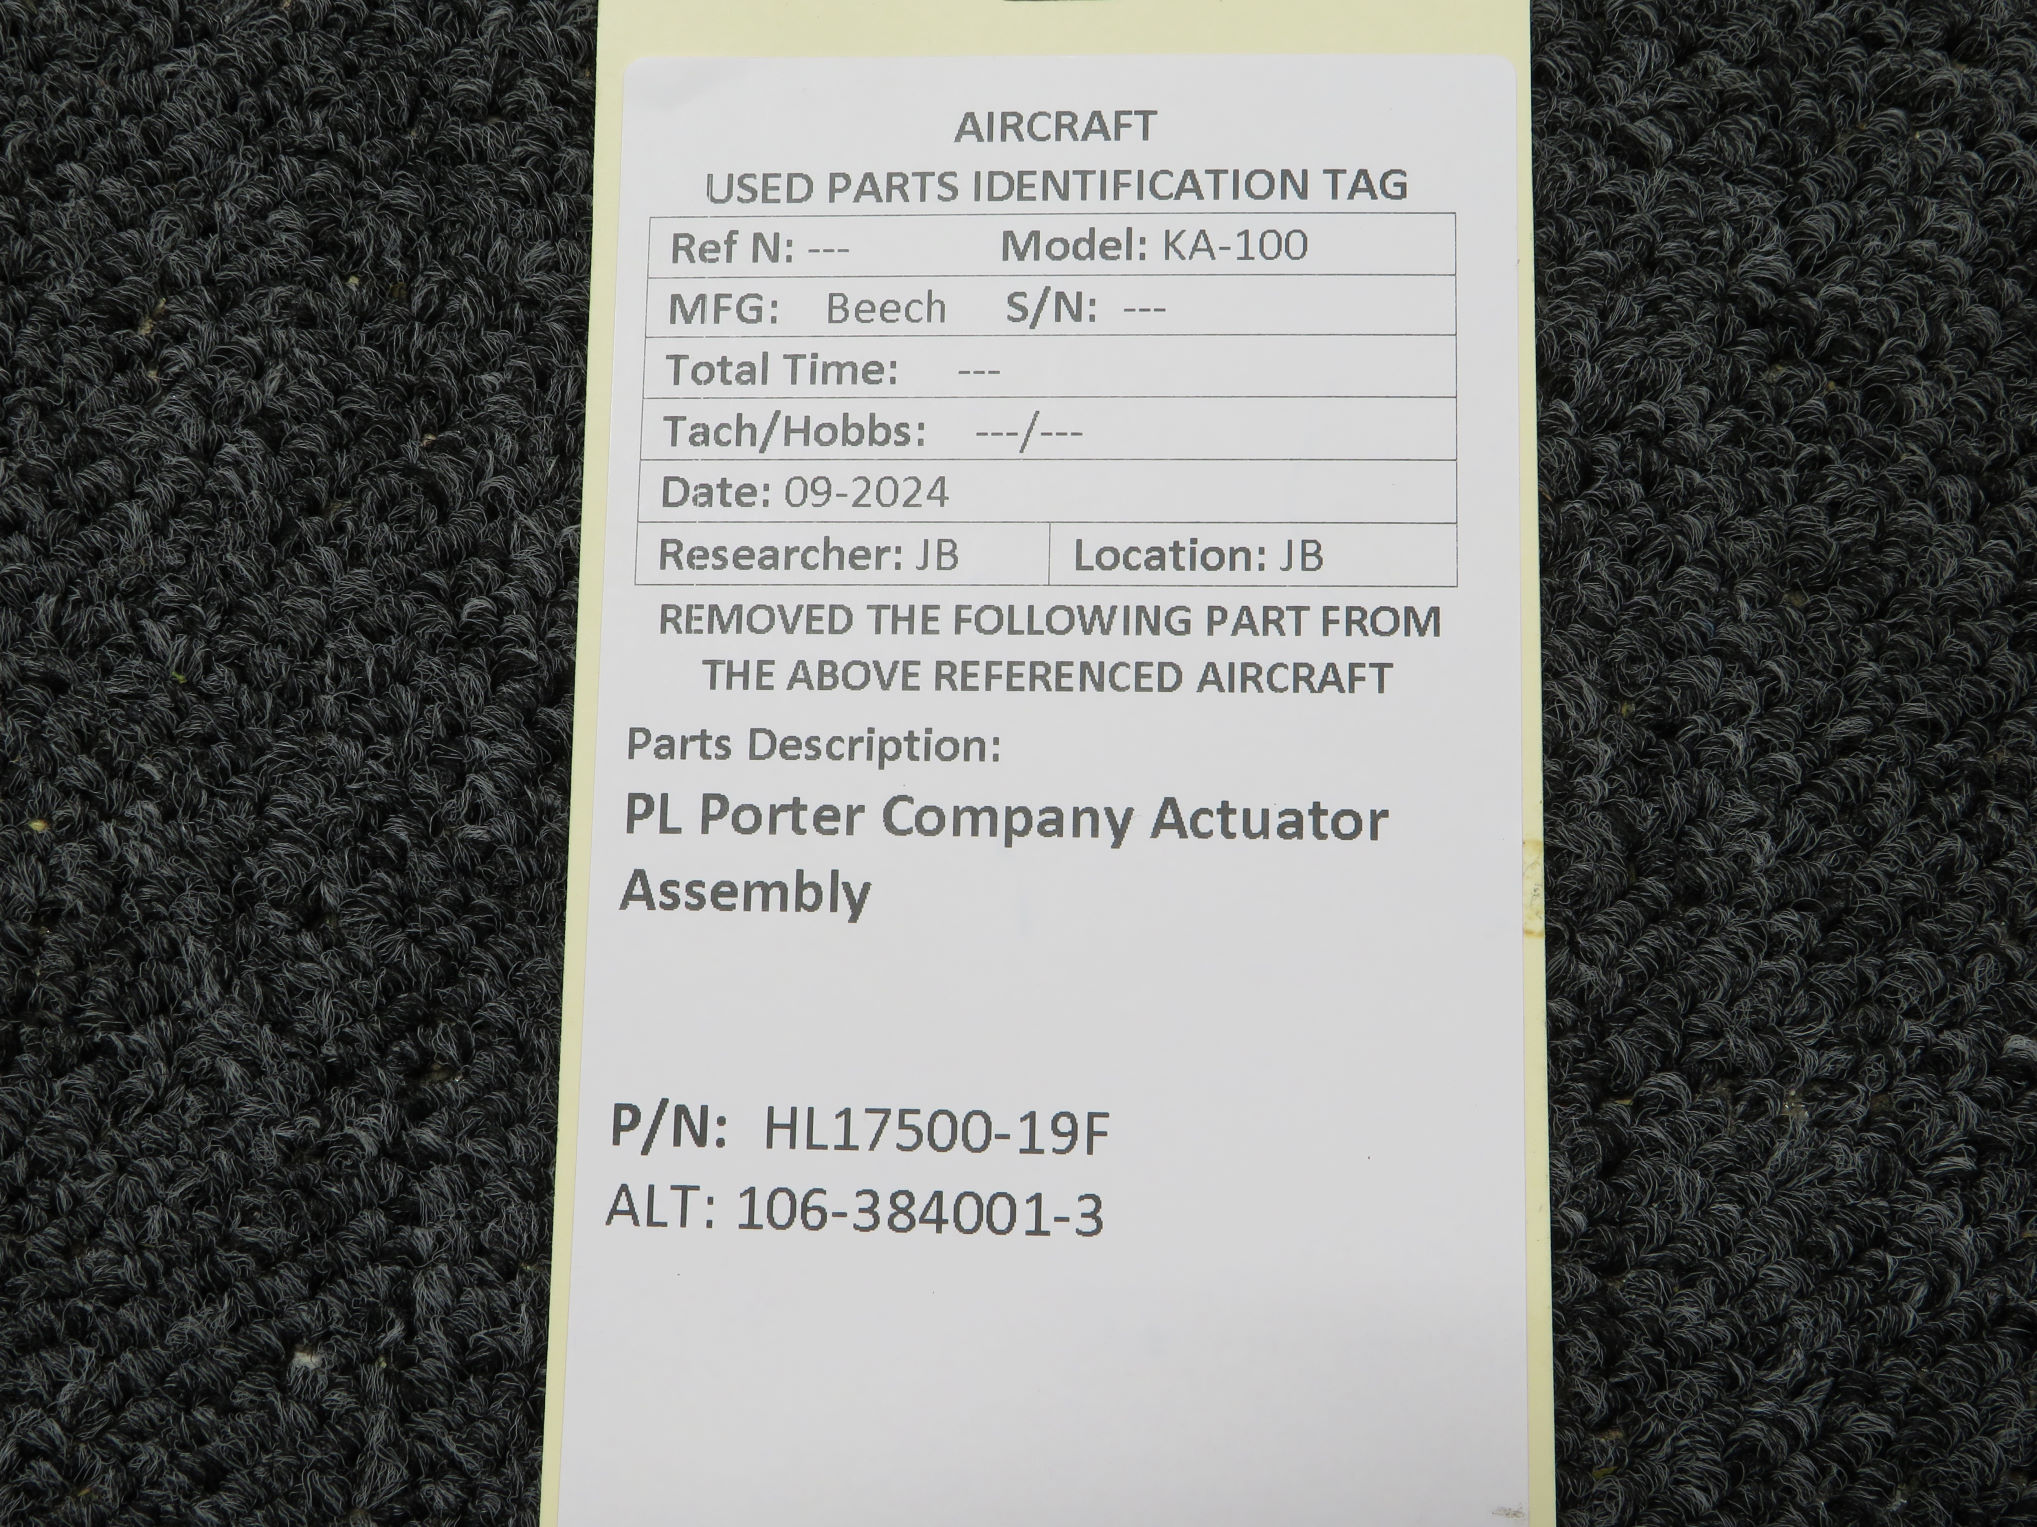 AIRCRAFT
USED PARTS IDENTIFICATION TAG
Ref N: --- Model: KA-100
MFG: Beech S/N: ---
Total Time: ---
Tach/Hobbs: ---/---
Date: 09-2024
Researcher: JB Location: JB
REMOVED THE FOLLOWING PART FROM
THE ABOVE REFERENCED AIRCRAFT
Parts Description:
PL Porter Company Actuator
Assembly
P/N: HL17500-19F
ALT: 106-384001-3